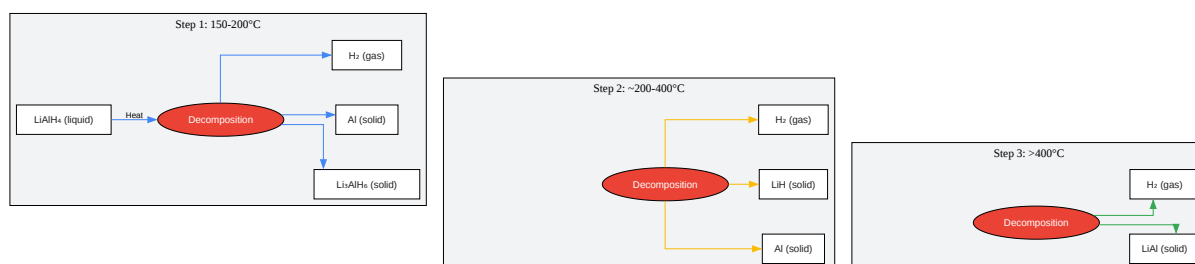 Step 1: 150-200°C
H₂ (gas)
LiAlH₄ (liquid)
Heat
Decomposition
Al (solid)
Li₃AlH₆ (solid)
Step 2: ~200-400°C
H₂ (gas)
Decomposition
LiH (solid)
Al (solid)
Step 3: >400°C
H₂ (gas)
Decomposition
LiAl (solid)